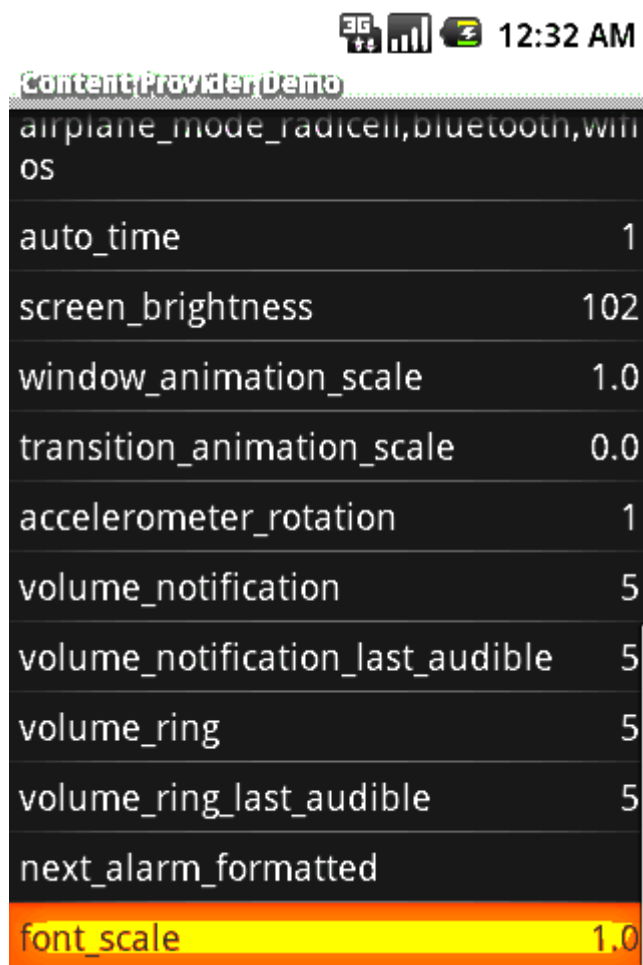 3G 12:32 AM
Content Provider Demo
airplane_mode_radicell,bluetooth,wifi
os
auto_time 1
screen_brightness 102
window_animation_scale 1.0
transition_animation_scale 0.0
accelerometer_rotation 1
volume_notification 5
volume_notification_last_audible 5
volume_ring 5
volume_ring_last_audible 5
next_alarm_formatted
font_scale 1.0